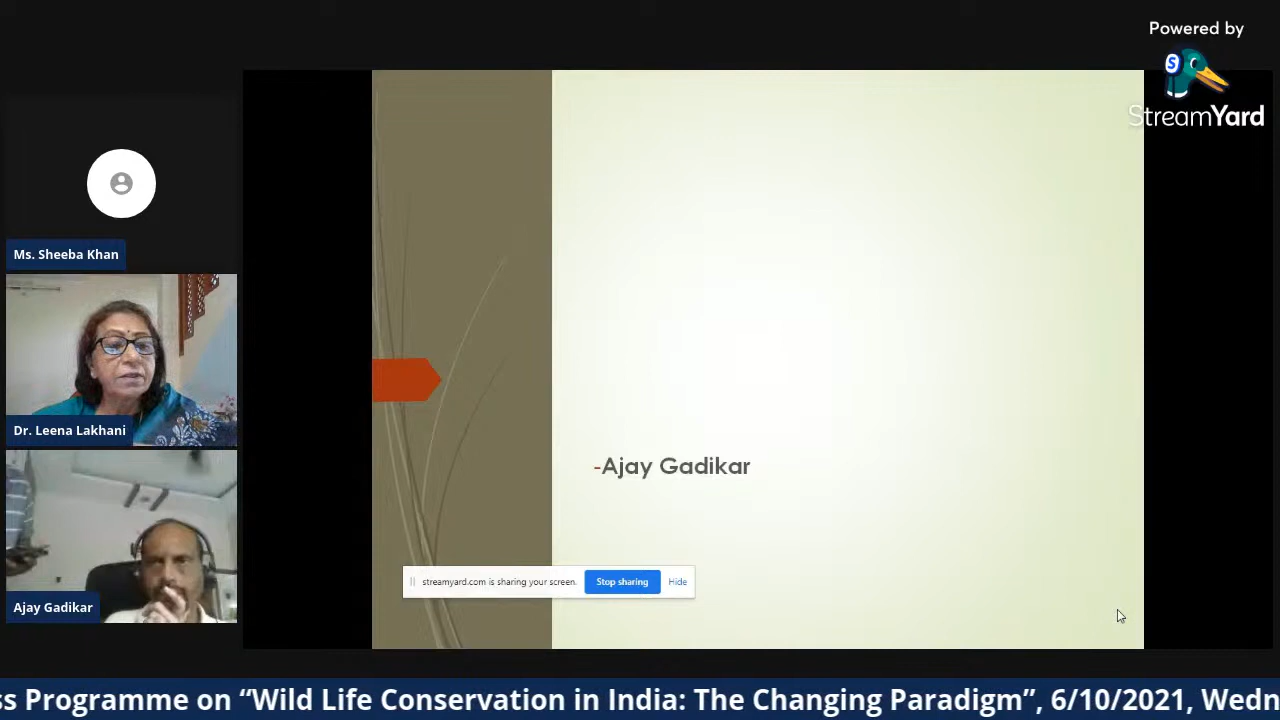 Powered by
StreamYard
Ms. Sheeba Khan
Dr. Leena Lakhani
Ajay Gadikar
-Ajay Gadikar
streamyard.com is sharing your screen.
Stop sharing
Hide
ss Programme on “Wild Life Conservation in India: The Changing Paradigm”, 6/10/2021, Wedn